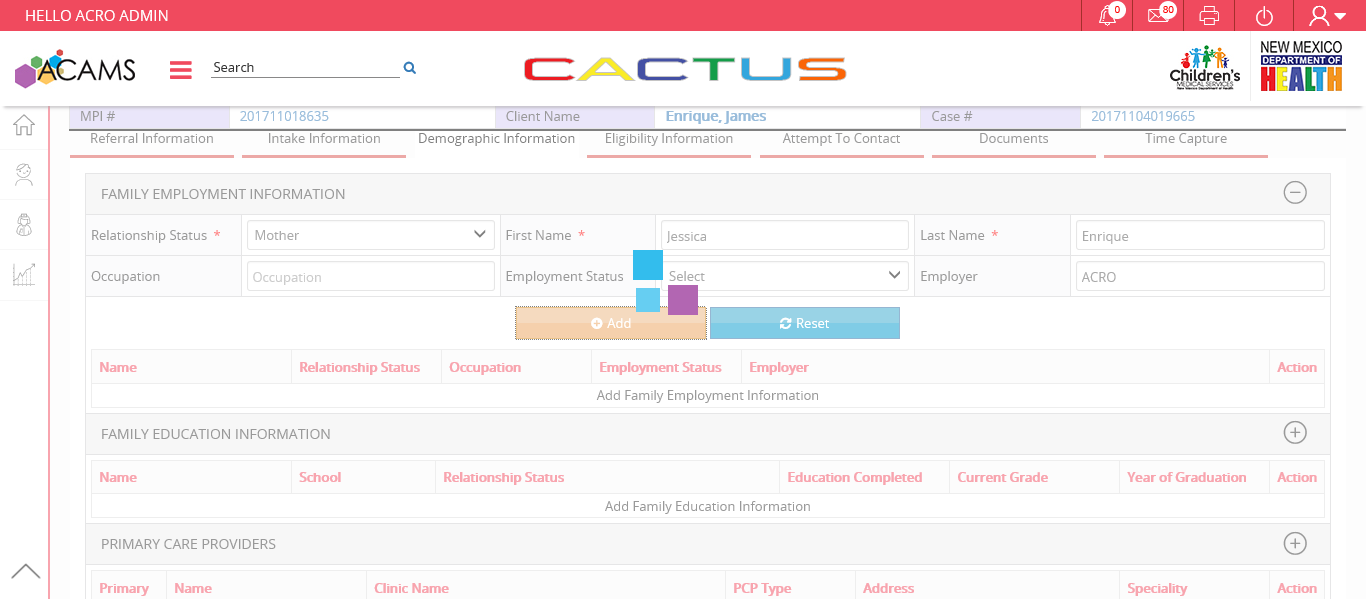 HELLO ACRO ADMIN 0 80
ACAMS Search CACTUS Children's NEW MEXICO
MEDICAL SERVICES DEPARTMENT OF
New Mexico Department of Health HEALTH
MPI # 201711018635 Client Name Enrique, James Case # 20171104019665
Referral Information Intake Information Demographic Information Eligibility Information Attempt To Contact Documents Time Capture
FAMILY EMPLOYMENT INFORMATION
Relationship Status * Mother First Name * Jessica Last Name * Enrique
Occupation Occupation Employment Status Select Employer ACRO
Add Reset
Name Relationship Status Occupation Employment Status Employer Action
Add Family Employment Information
FAMILY EDUCATION INFORMATION
Name School Relationship Status Education Completed Current Grade Year of Graduation Action
Add Family Education Information
PRIMARY CARE PROVIDERS
Primary Name Clinic Name PCP Type Address Speciality Action